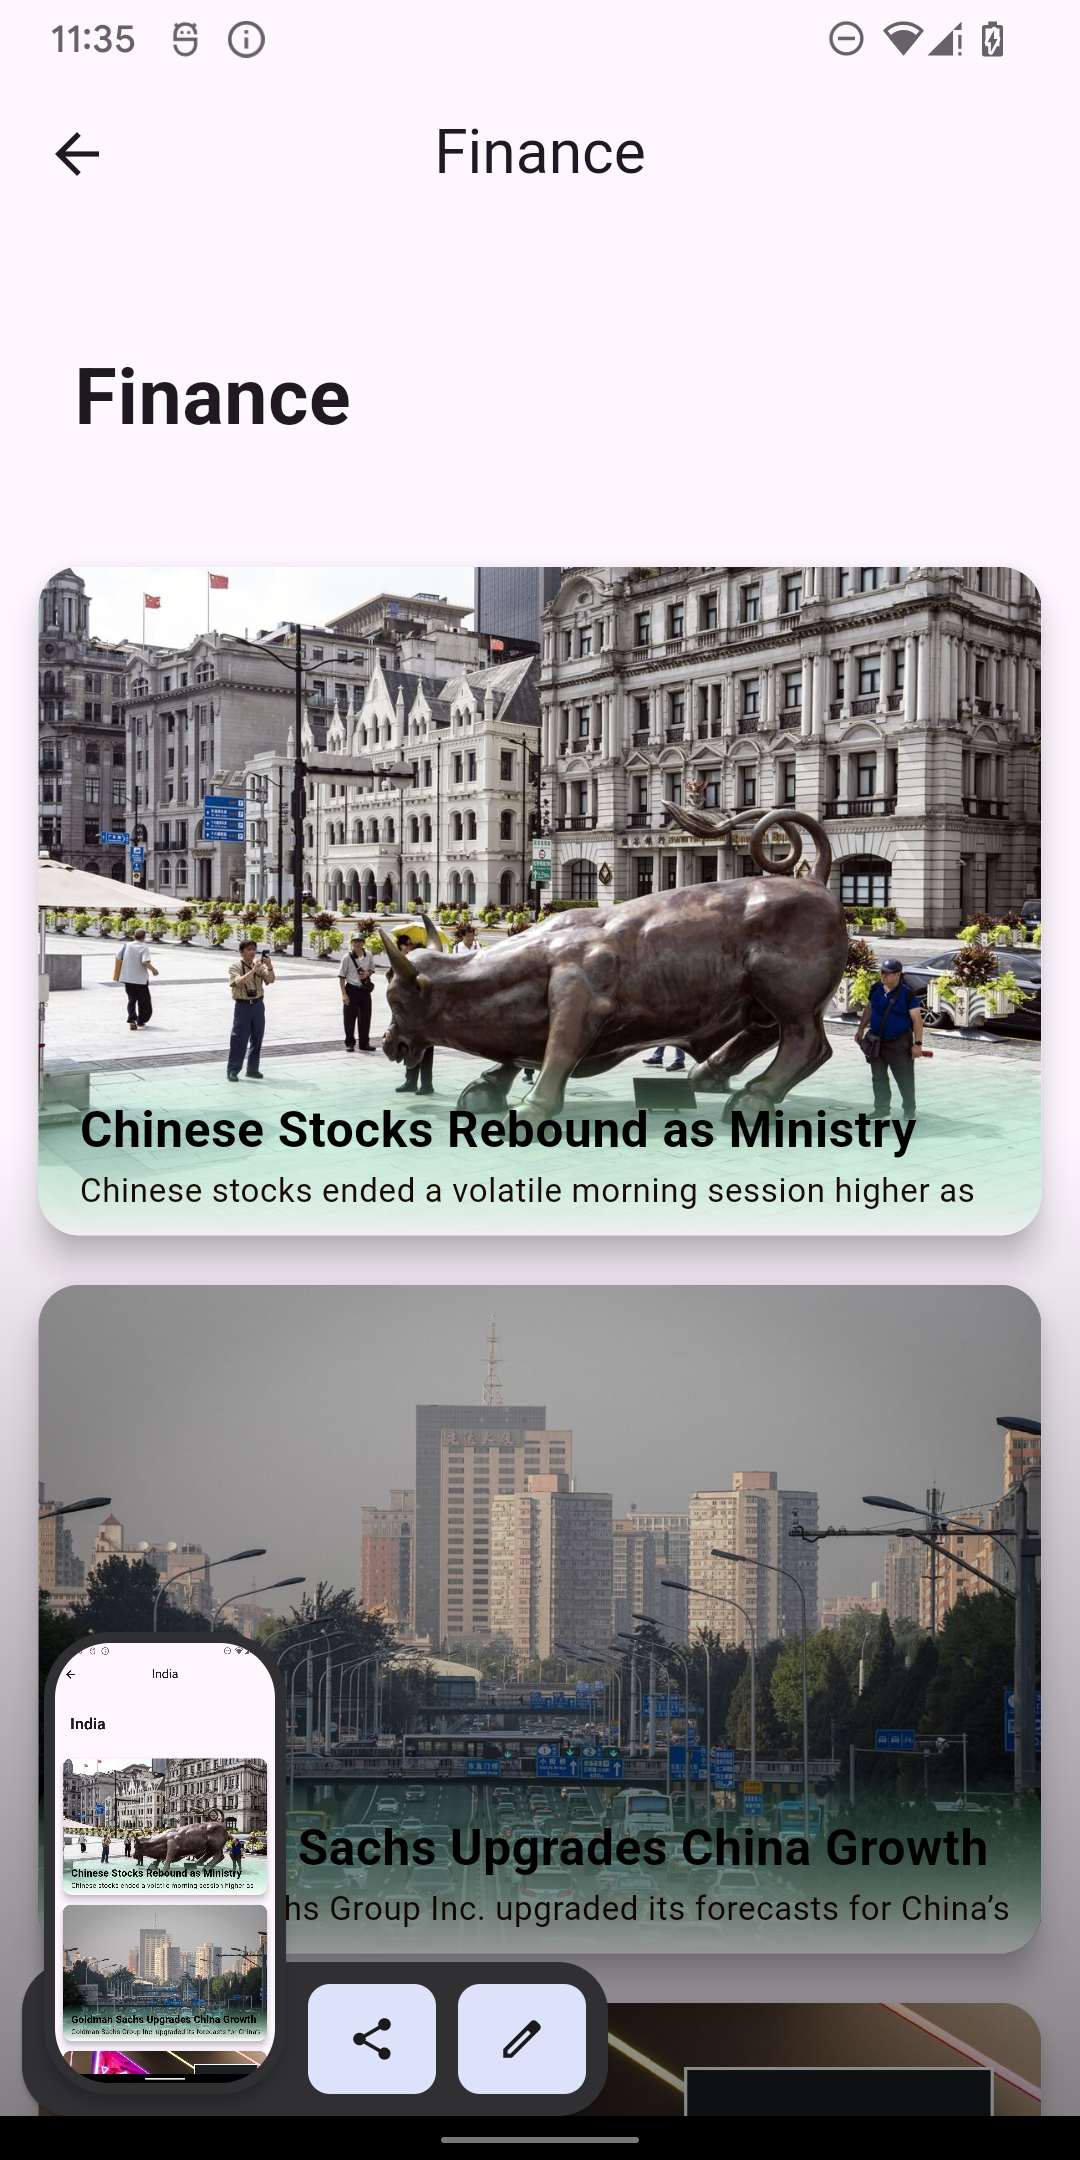 11:35
Finance
Finance
Chinese Stocks Rebound as Ministry
Chinese stocks ended a volatile morning session higher as
Sachs Upgrades China Growth
hs Group Inc. upgraded its forecasts for China’s
India
India
Chinese Stocks Rebound as Ministry
Chinese stocks ended a volatile morning session higher as
Goldman Sachs Upgrades China Growth
Goldman Sachs Group Inc. upgraded its forecasts for China’s